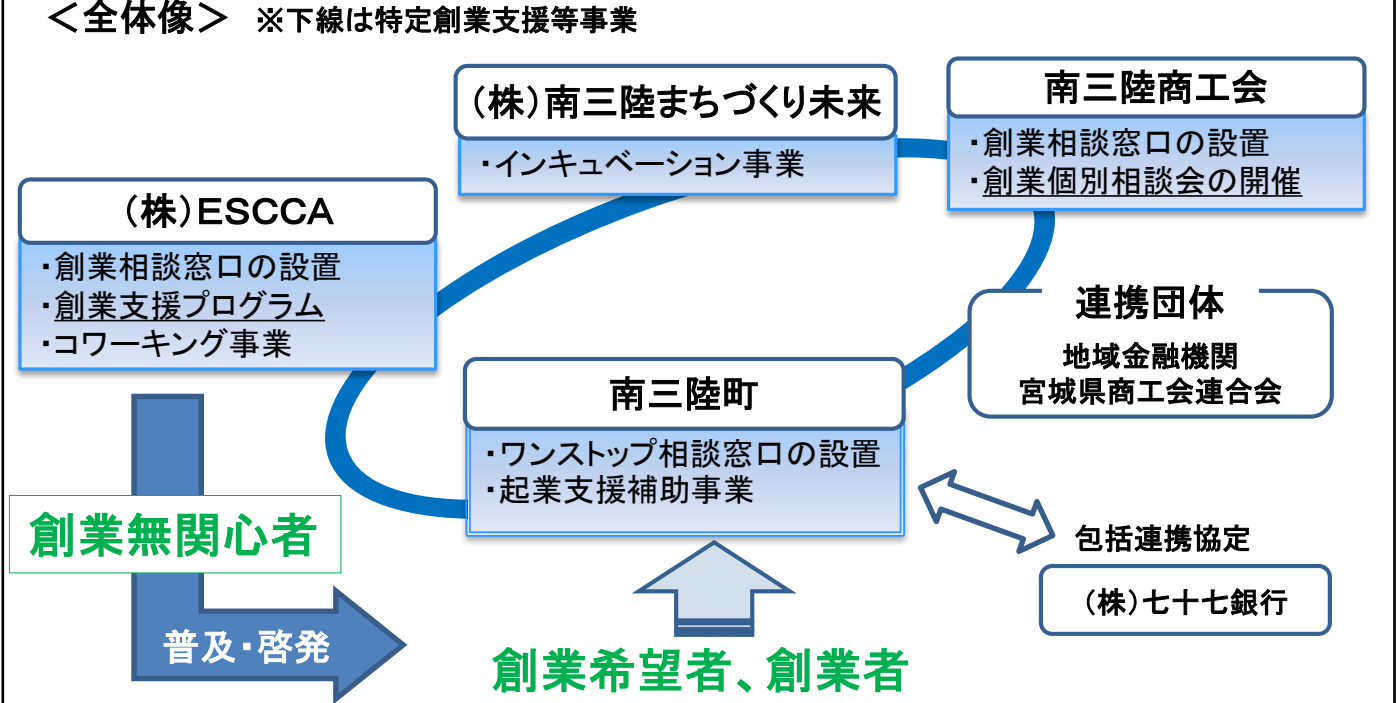 ＜全体像＞ ※下線は特定創業支援等事業
（株）南三陸まちづくり未来
・インキュベーション事業
南三陸商工会
・創業相談窓口の設置
・創業個別相談会の開催
（株）ESCCA
・創業相談窓口の設置
・創業支援プログラム
・コワーキング事業
連携団体
地域金融機関
宮城県商工会連合会
南三陸町
・ワンストップ相談窓口の設置
・起業支援補助事業
創業無関心者
包括連携協定
（株）七十七銀行
普及・啓発
創業希望者、創業者